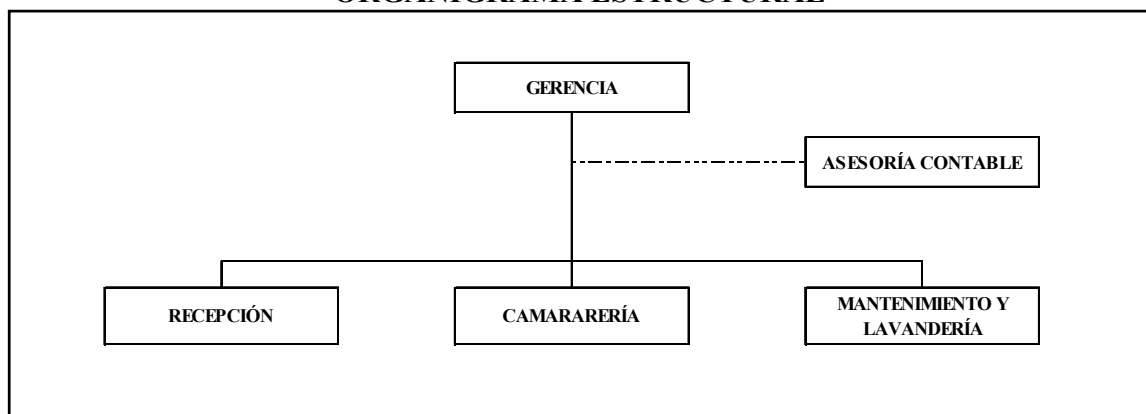 ORGANIGRAMA ESTRUCTURAL
GERENCIA
ASESORÍA CONTABLE
RECEPCIÓN
CAMARARERÍA
MANTENIMIENTO Y
LAVANDERÍA